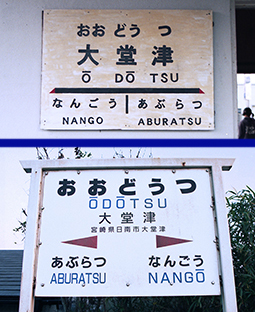 おおどうつ
大堂津
Ō DŌ TSU
なんごう あぶらつ
NANGO ABURATSU
おおどうつ
ŌDŌTSU
大堂津
宮崎県日南市大堂津
あぶらつ なんごう
ABURATSU NANGŌ